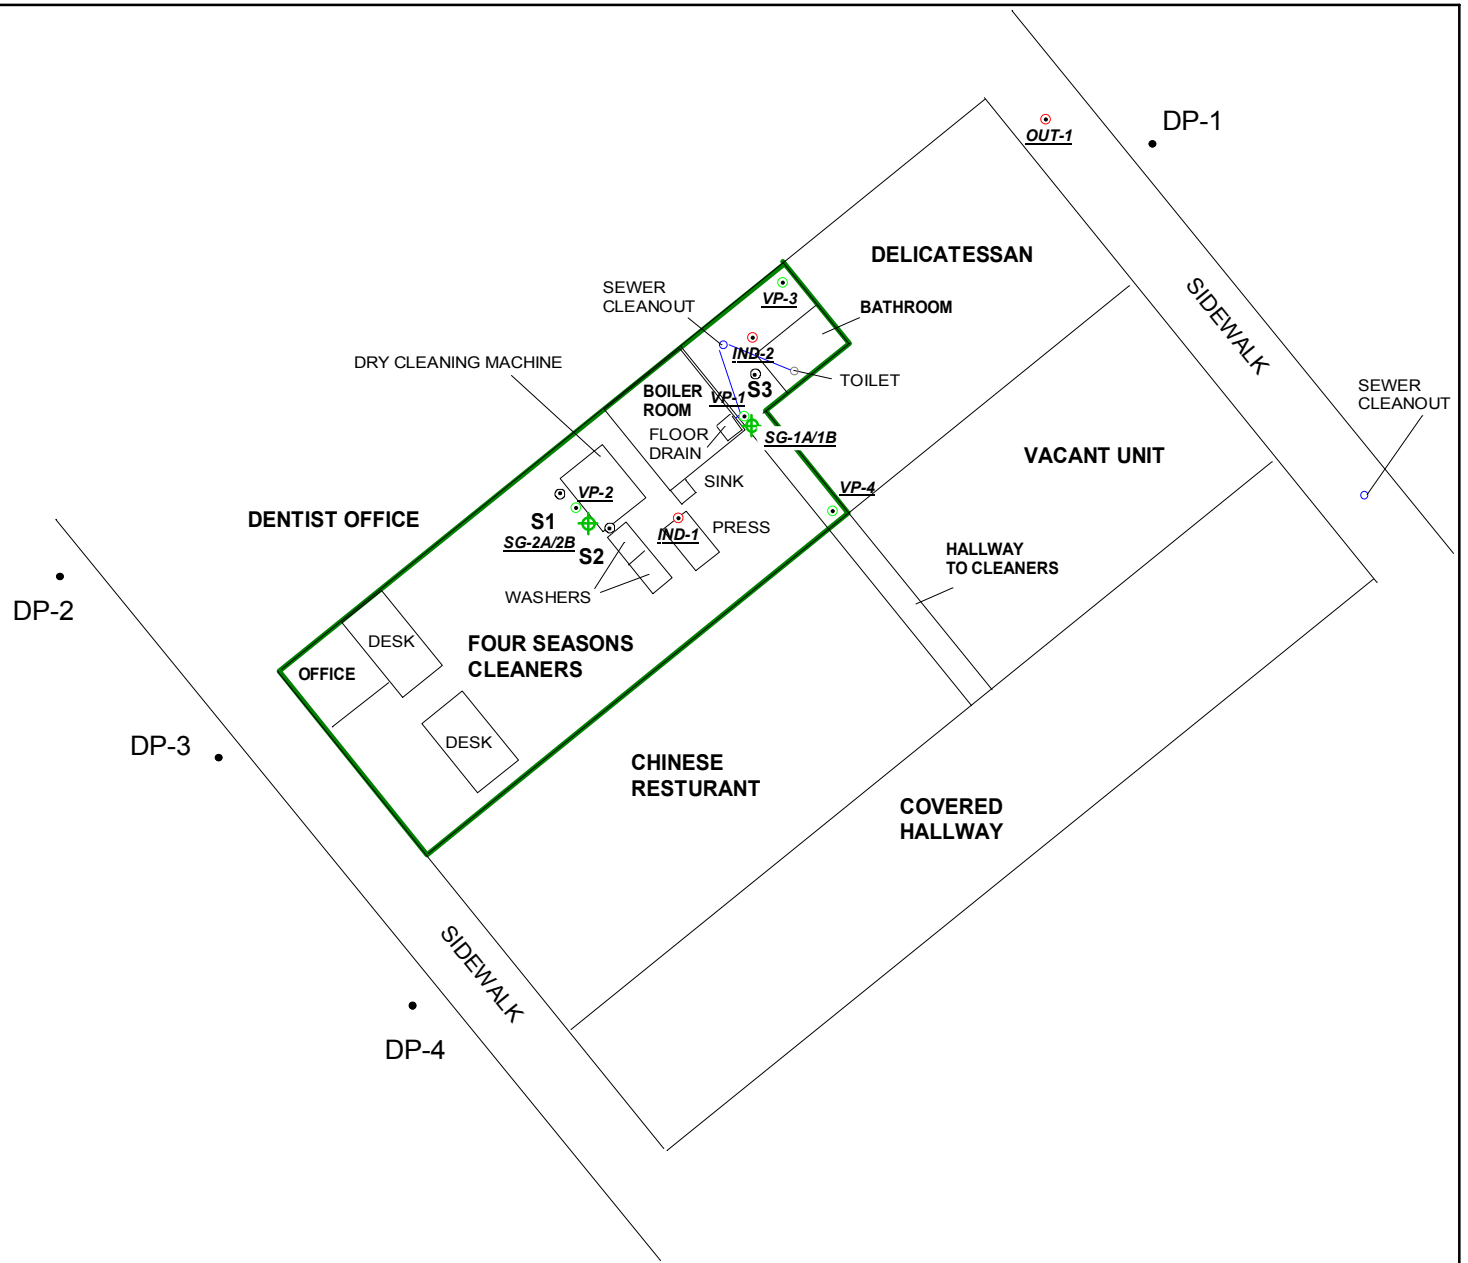 DP-1
OUT-1
DELICATESSAN
SIDEWALK
SEWER
CLEANOUT
VP-3
BATHROOM
IND-2
DRY CLEANING MACHINE
TOILET
S3
BOILER
ROOM
VP-1
SEWER
CLEANOUT
FLOOR
DRAIN
SG-1A/1B
VACANT UNIT
SINK
VP-4
VP-2
DENTIST OFFICE
S1
SG-2A/2B
S2
IND-1
PRESS
HALLWAY
TO CLEANERS
WASHERS
DP-2
DESK
FOUR SEASONS
CLEANERS
OFFICE
DP-3
DESK
CHINESE
RESTURANT
COVERED
HALLWAY
SIDEWALK
DP-4